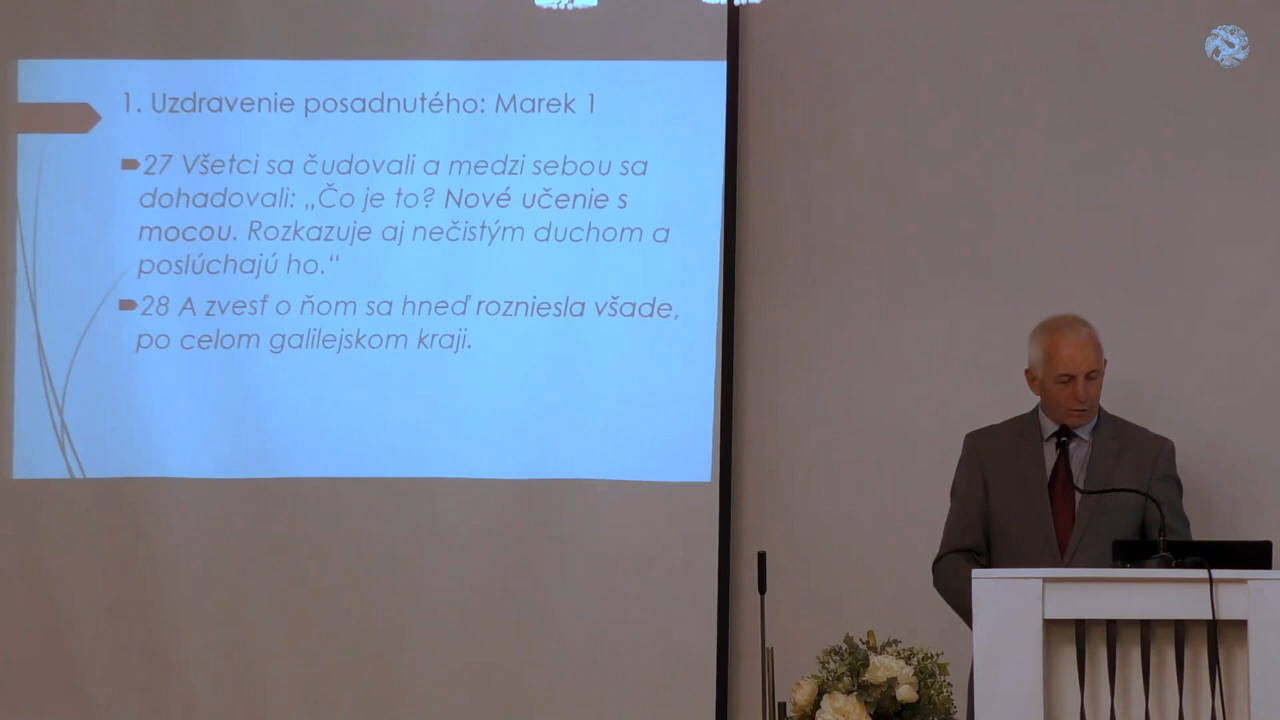 1. Uzdravenie posadnutého: Marek 1
27 Všetci sa čudovali a medzi sebou sa
dohadovali: „Čo je to? Nové učenie s
mocou. Rozkazuje aj nečistým duchom a
poslúchajú ho.“
28 A zvesť o ňom sa hneď rozniesla všade,
po celom galilejskom kraji.